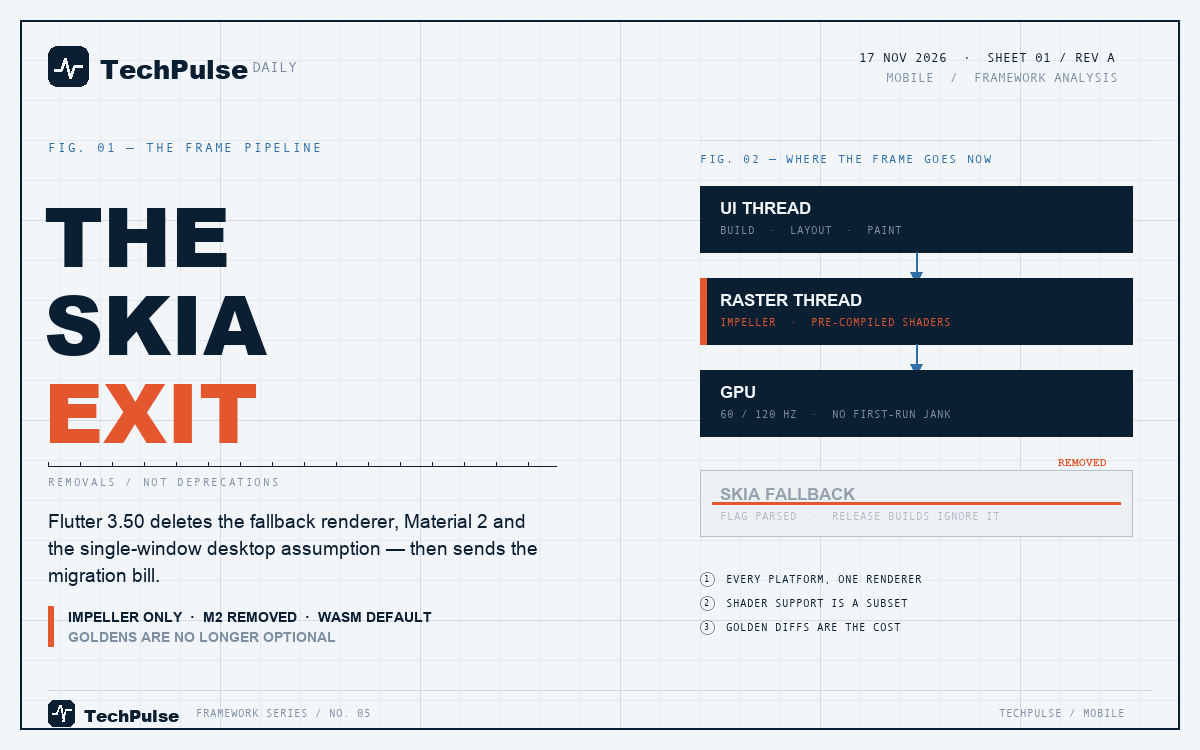 TechPulse DAILY
17 NOV 2026 · SHEET 01 / REV A
MOBILE / FRAMEWORK ANALYSIS
FIG. 01 — THE FRAME PIPELINE
THE
SKIA
EXIT
REMOVALS / NOT DEPRECATIONS
Flutter 3.50 deletes the fallback renderer, Material 2 and
the single-window desktop assumption — then sends the
migration bill.
IMPELLER ONLY · M2 REMOVED · WASM DEFAULT
GOLDENS ARE NO LONGER OPTIONAL
FIG. 02 — WHERE THE FRAME GOES NOW
UI THREAD
BUILD · LAYOUT · PAINT
RASTER THREAD
IMPELLER · PRE-COMPILED SHADERS
GPU
60 / 120 HZ · NO FIRST-RUN JANK
REMOVED
SKIA FALLBACK
FLAG PARSED · RELEASE BUILDS IGNORE IT
1 EVERY PLATFORM, ONE RENDERER
2 SHADER SUPPORT IS A SUBSET
3 GOLDEN DIFFS ARE THE COST
TechPulse FRAMEWORK SERIES / NO. 05
TECHPULSE / MOBILE